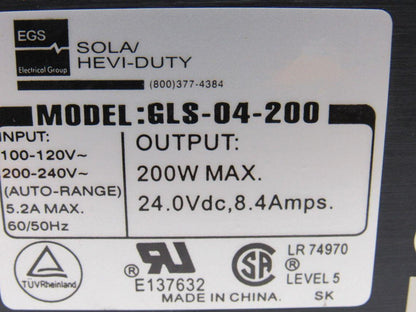 EGS
Electrical Group
SOLA/
HEVI-DUTY
(800)377-4384
MODEL:GLS-04-200
INPUT:
100-120V~
200-240V~
(AUTO-RANGE)
5.2A MAX.
60/50Hz
OUTPUT:
200W MAX.
24.0Vdc,8.4Amps.
TÜVRheinland
® RU
E137632
SA ®
LR 74970
LEVEL 5
MADE IN CHINA.
SK